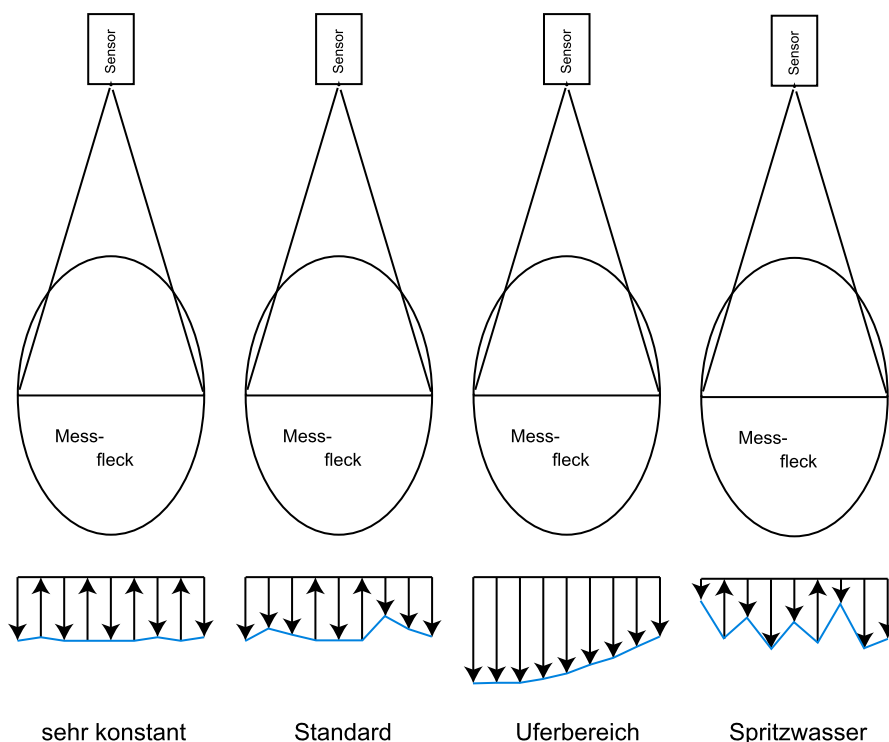 Sensor
Sensor
Sensor
Sensor
Mess-
fleck
Mess-
fleck
Mess-
fleck
Mess-
fleck
sehr konstant
Standard
Uferbereich
Spritzwasser